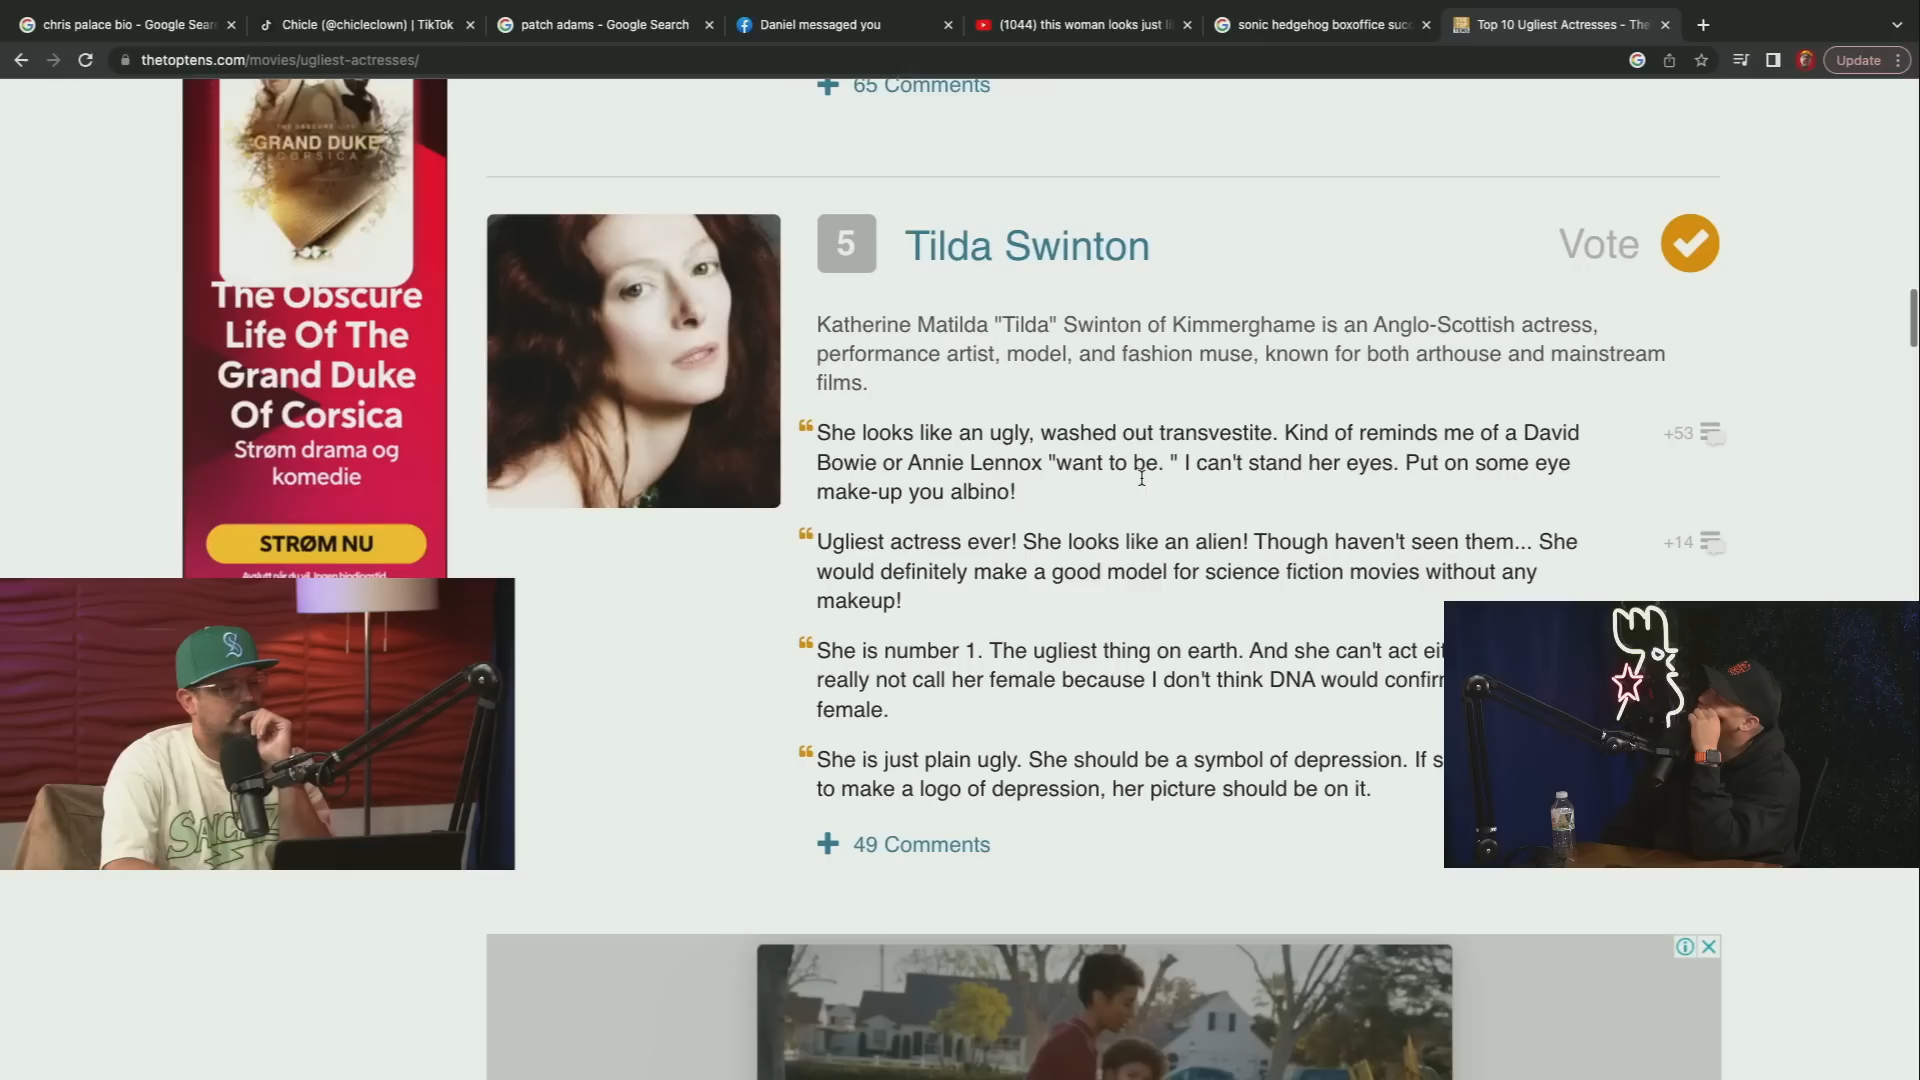 chris palace bio - Google Sear
Chicle (@chicleclown) | TikTok
patch adams - Google Search
Daniel messaged you
(1044) this woman looks just li
sonic hedgehog boxoffice succ
Top 10 Ugliest Actresses - The
thetoptens.com/movies/ugliest-actresses/
Update
65 Comments
GRAND DUKE
CORSICA
The Obscure
Life Of The
Grand Duke
Of Corsica
Strøm drama og
komedie
STRØM NU
5
Tilda Swinton
Vote
Katherine Matilda "Tilda" Swinton of Kimmerghame is an Anglo-Scottish actress,
performance artist, model, and fashion muse, known for both arthouse and mainstream
films.
She looks like an ugly, washed out transvestite. Kind of reminds me of a David
Bowie or Annie Lennox "want to be. " I can't stand her eyes. Put on some eye
make-up you albino!
+53
Ugliest actress ever! She looks like an alien! Though haven't seen them... She
would definitely make a good model for science fiction movies without any
makeup!
+14
She is number 1. The ugliest thing on earth. And she can't act eit
really not call her female because I don't think DNA would confir
female.
She is just plain ugly. She should be a symbol of depression. If s
to make a logo of depression, her picture should be on it.
49 Comments